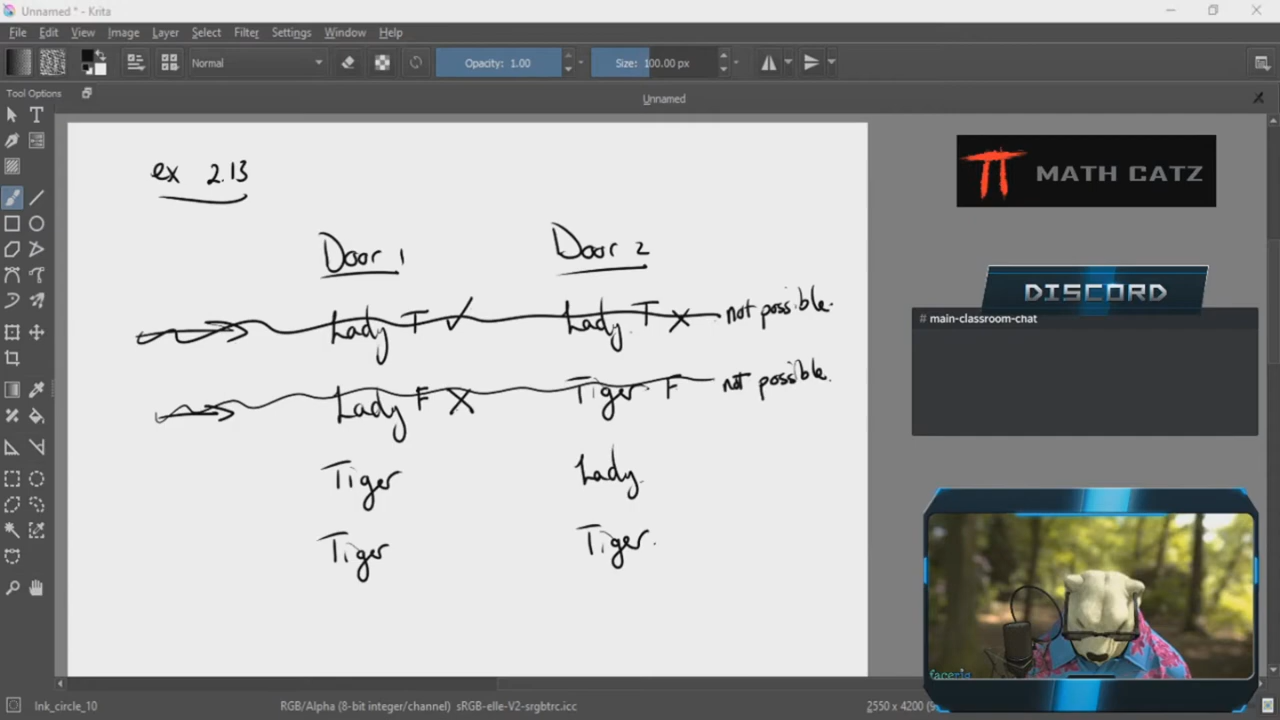 Unnamed * - Krita
File Edit View Image Layer Select Filter Settings Window Help
Normal Opacity: 1.00 Size: 100.00 px
Tool Options
Unnamed
ex 2.13
Door 1 Door 2
Lady T ✓ Lady T X not possible.
Lady F X Tiger F not possible.
Tiger Lady.
Tiger Tiger.
π MATH CATZ
DISCORD
# main-classroom-chat
facerig
Ink_circle_10 RGB/Alpha (8-bit integer/channel) sRGB-elle-V2-srgbtrc.icc 2550 x 4200